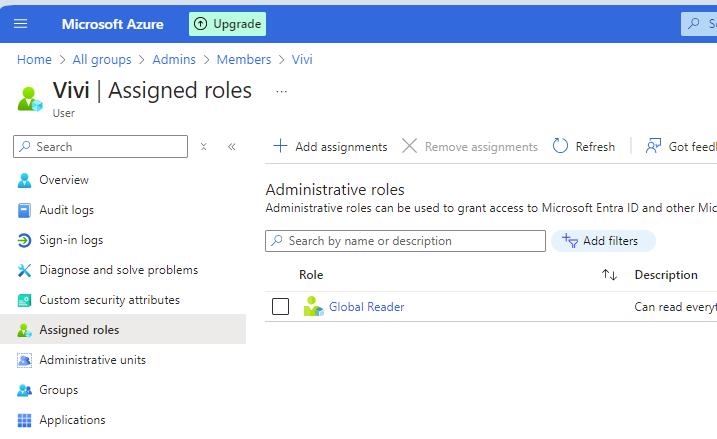 Microsoft Azure
Upgrade
Home > All groups > Admins > Members > Vivi
Vivi | Assigned roles ...
User
Search
Add assignments
Remove assignments
Refresh
Got feed
Overview
Audit logs
Sign-in logs
Diagnose and solve problems
Custom security attributes
Assigned roles
Administrative units
Groups
Applications
Administrative roles
Administrative roles can be used to grant access to Microsoft Entra ID and other Mic
Search by name or description
Add filters
Role
Description
Global Reader
Can read everyt